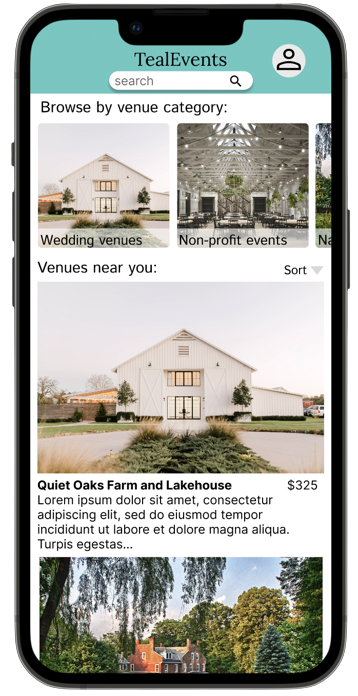 TealEvents
search
Browse by venue category:
Wedding venues
Non-profit events
Na
Venues near you:
Sort
Quiet Oaks Farm and Lakehouse $325
Lorem ipsum dolor sit amet, consectetur
adipiscing elit, sed do eiusmod tempor
incididunt ut labore et dolore magna aliqua.
Turpis egestas...